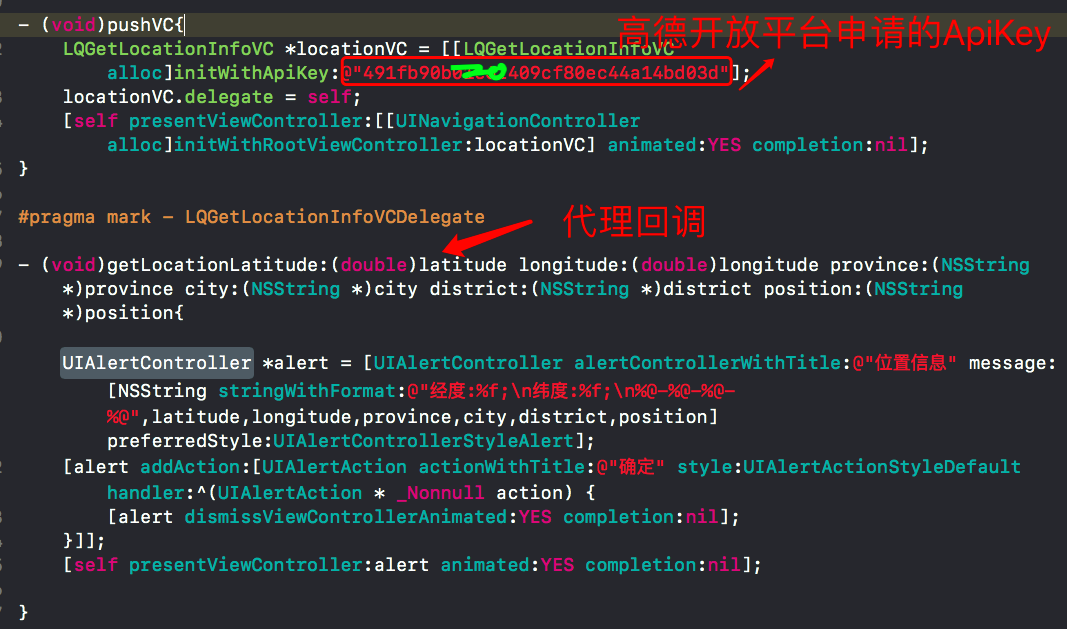 - (void)pushVC{
高德开放平台申请的ApiKey
LQGetLocationInfoVC *locationVC = [[LQGetLocationInfoVC
alloc]initWithApiKey:@"491fb90b 409cf80ec44a14bd03d"];
locationVC.delegate = self;
[self presentViewController:[[UINavigationController
alloc]initWithRootViewController:locationVC] animated:YES completion:nil];
}
#pragma mark - LQGetLocationInfoVCDelegate
代理回调
- (void)getLocationLatitude:(double)latitude longitude:(double)longitude province:(NSString
*)province city:(NSString *)city district:(NSString *)district position:(NSString
*)position{
UIAlertController *alert = [UIAlertController alertControllerWithTitle:@"位置信息" message:
[NSString stringWithFormat:@"经度:%f;\n纬度:%f;\n%@-%@-%@-
%@",latitude,longitude,province,city,district,position]
preferredStyle:UIAlertControllerStyleAlert];
[alert addAction:[UIAlertAction actionWithTitle:@"确定" style:UIAlertActionStyleDefault
handler:^(UIAlertAction * _Nonnull action) {
[alert dismissViewControllerAnimated:YES completion:nil];
}]];
[self presentViewController:alert animated:YES completion:nil];
}